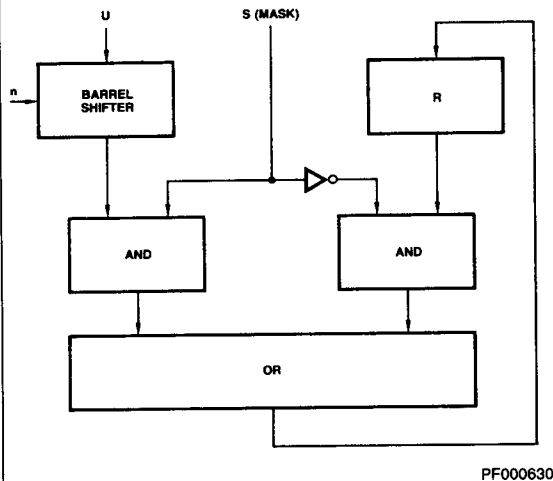 U
S (MASK)
n
BARREL
SHIFTER
R
AND
AND
OR
PF000630